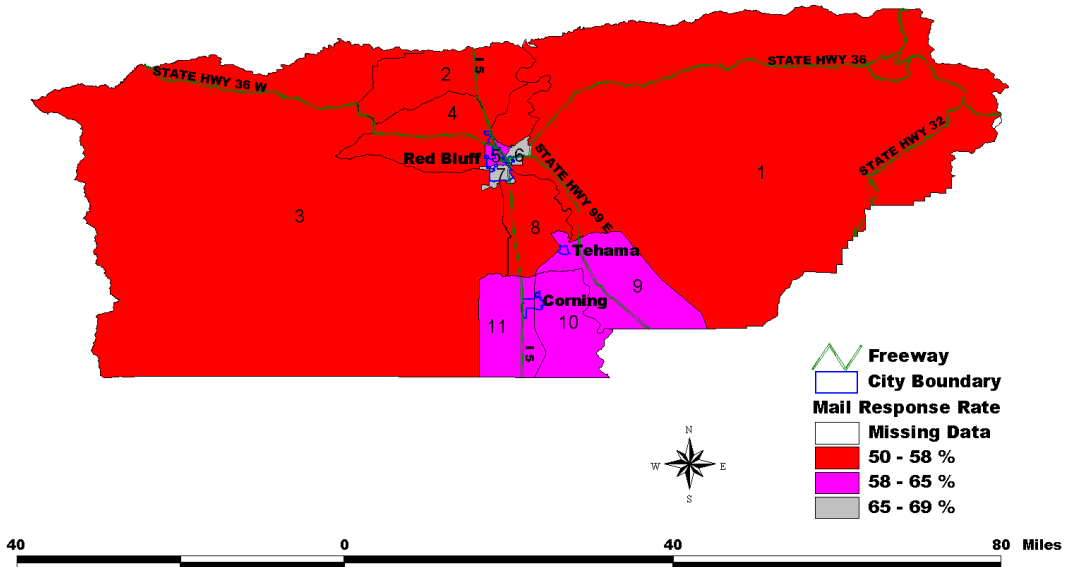 STATE HWY 36 W
2
I 5
STATE HWY 36
4
STATE HWY 32
Red Bluff
5
6
7
STATE HWY 99 E
1
3
8
Tehama
9
Corning
11
10
I 5
Freeway
City Boundary
Mail Response Rate
Missing Data
50 - 58 %
58 - 65 %
65 - 69 %
N
W
E
S
40 0 40 80 Miles